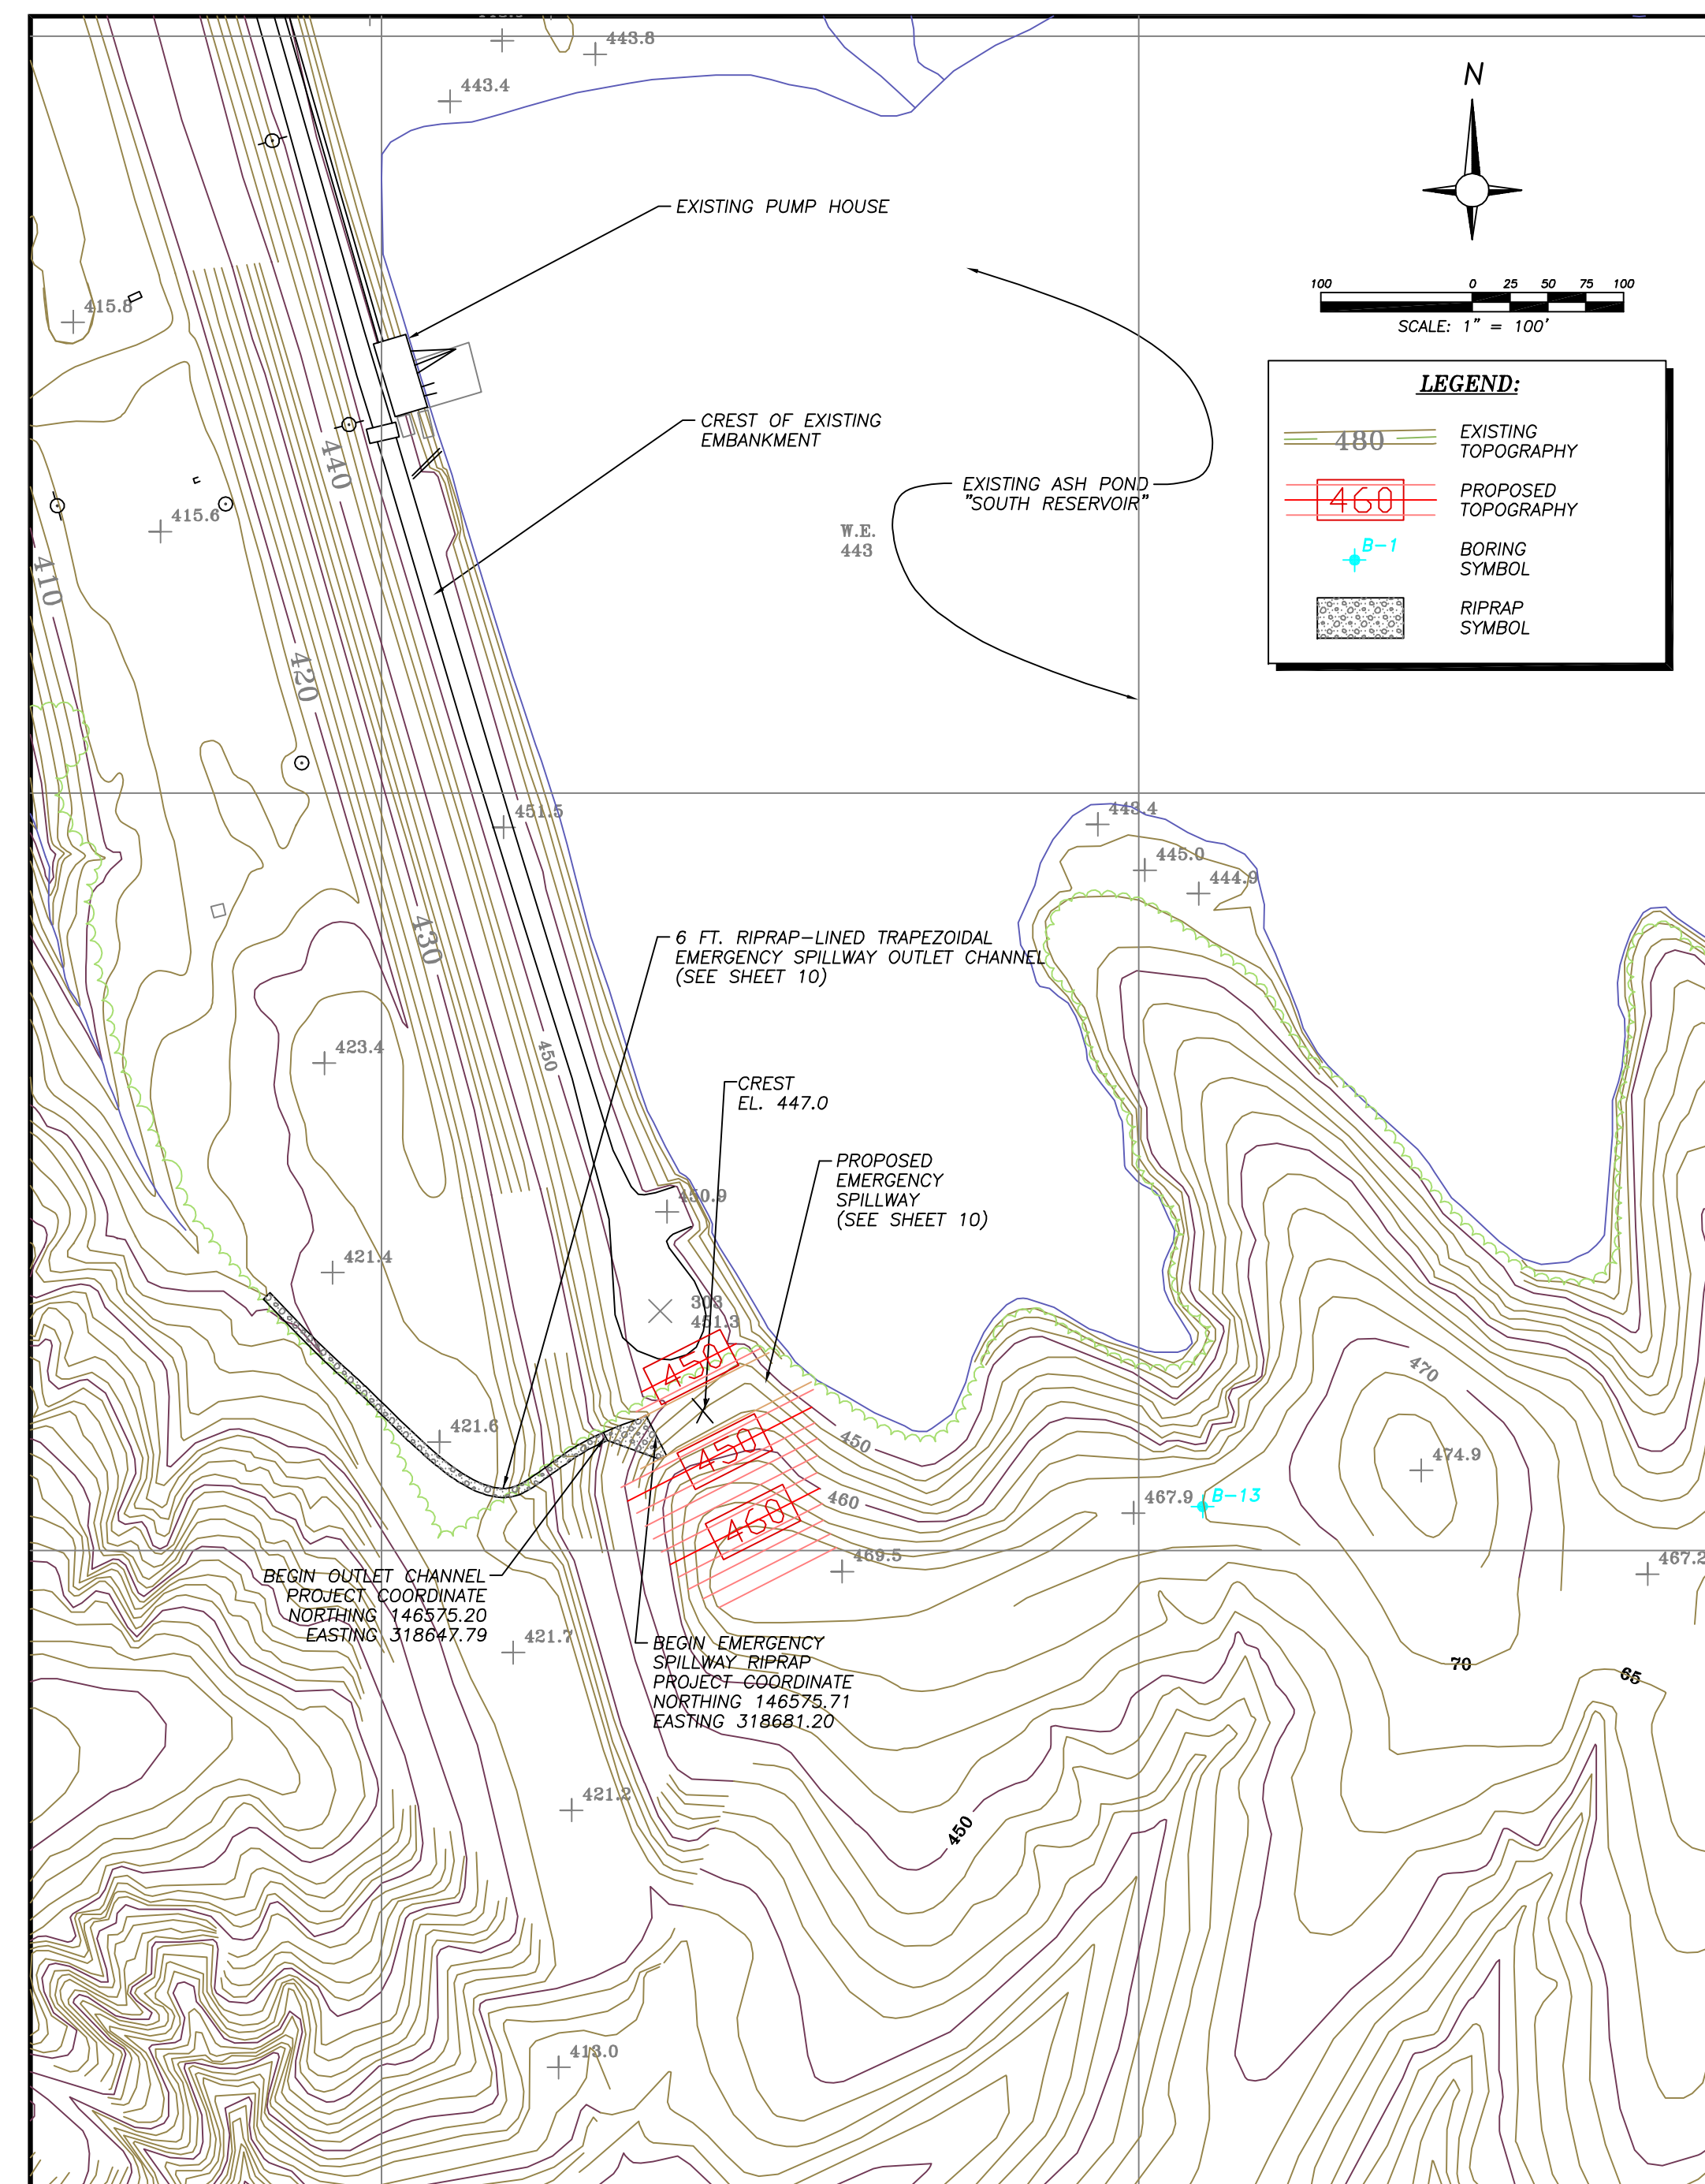 443.8
443.4
N
EXISTING PUMP HOUSE
415.8
100 0 25 50 75 100
SCALE: 1" = 100'
LEGEND:
480
EXISTING
TOPOGRAPHY
460
PROPOSED
TOPOGRAPHY
B-1
BORING
SYMBOL
RIPRAP
SYMBOL
CREST OF EXISTING
EMBANKMENT
440
EXISTING ASH POND
"SOUTH RESERVOIR"
415.6
W.E.
443
410
420
451.5
443.4
445.0
444.9
430
6 FT. RIPRAP-LINED TRAPEZOIDAL
EMERGENCY SPILLWAY OUTLET CHANNEL
(SEE SHEET 10)
423.4
450
CREST
EL. 447.0
PROPOSED
EMERGENCY
SPILLWAY
(SEE SHEET 10)
450.9
421.4
303
451.3
450
470
421.6
450
450
474.9
460
467.9
B-13
460
469.5
467.2
BEGIN OUTLET CHANNEL
PROJECT COORDINATE
NORTHING 146575.20
EASTING 318647.79
421.7
BEGIN EMERGENCY
SPILLWAY RIPRAP
PROJECT COORDINATE
NORTHING 146575.71
EASTING 318681.20
70
65
421.2
450
413.0